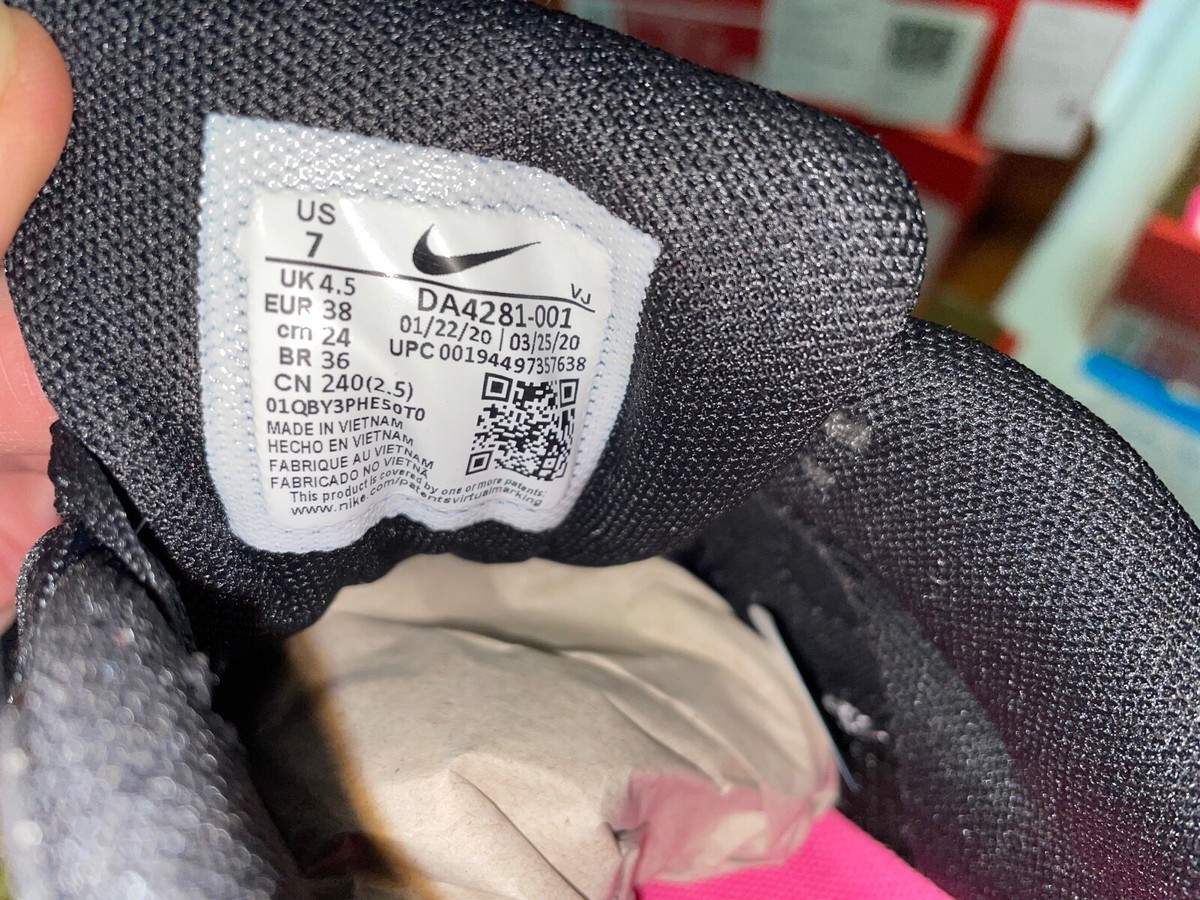 US
7
VJ
UK 4.5
EUR 38
cm 24
BR 36
CN 240(2.5)
DA4281-001
01/22/20 | 03/25/20
UPC 00194497357638
01QBY3PHE50T0
MADE IN VIETNAM
HECHO EN VIETNAM
FABRIQUE AU VIETNAM
FABRICADO NO VIETNÃ
This product is covered by one or more patents:
www.nike.com/patentsvirtualmarking